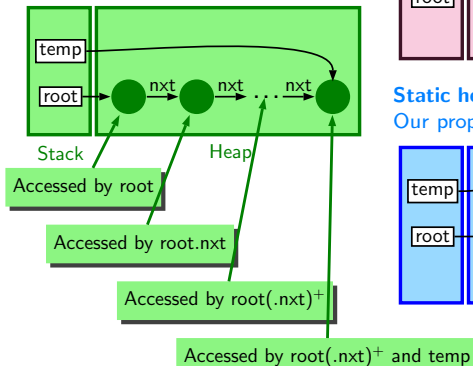 temp
root
nxt
nxt
...
nxt
Stack
Heap
Accessed by root
Accessed by root.nxt
Accessed by root(.nxt)⁺
Accessed by root(.nxt)⁺ and temp
root
Static he
Our prop
temp
root